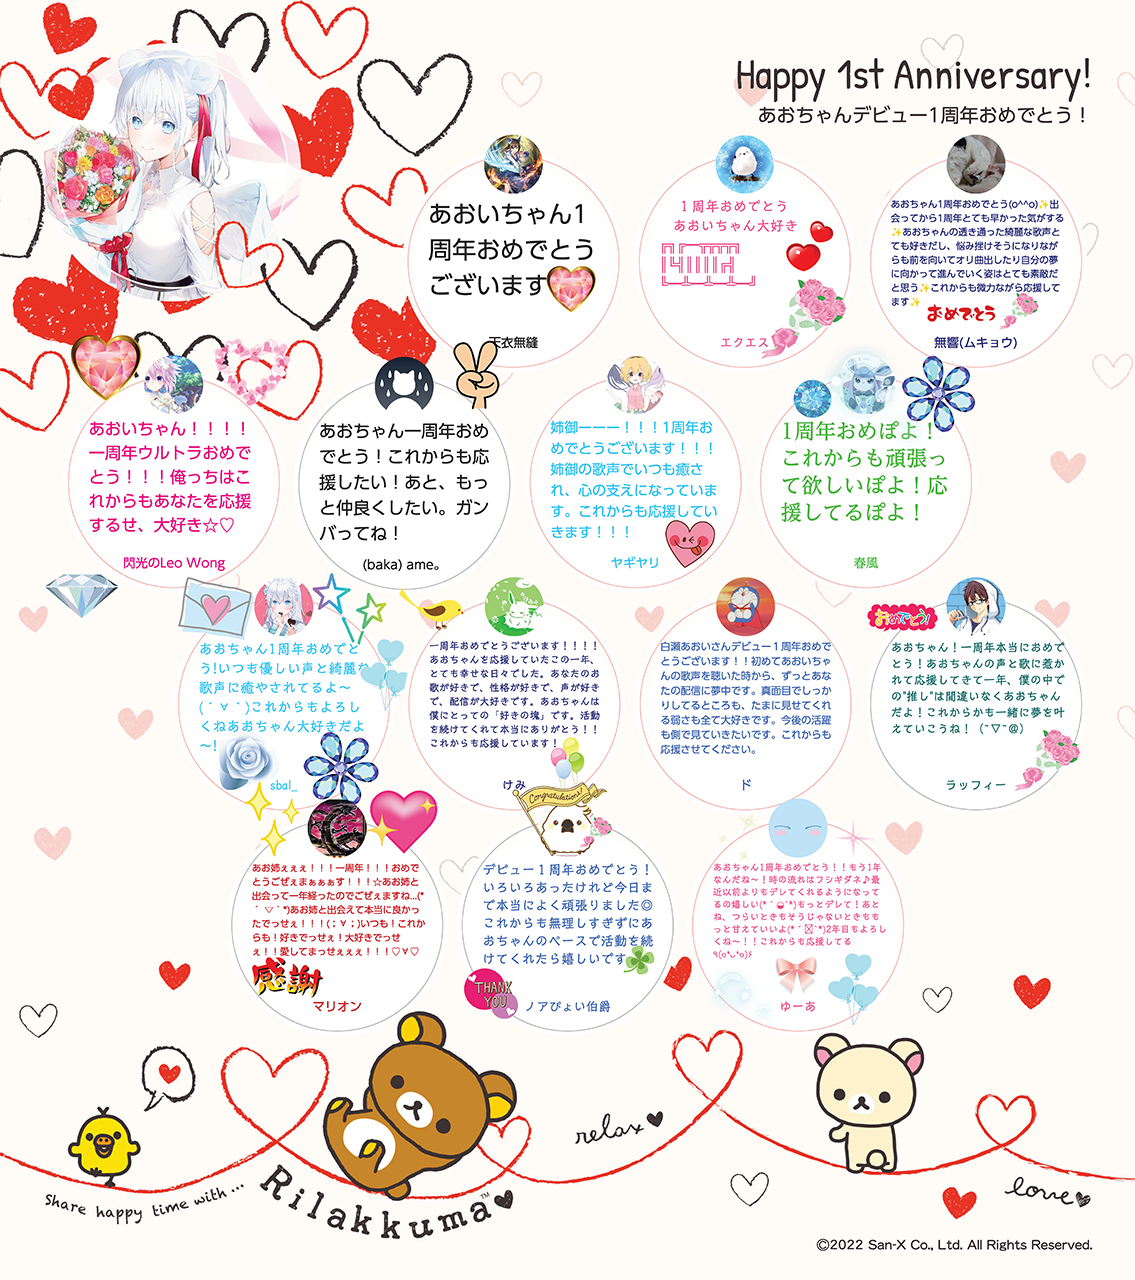 Happy 1st Anniversary!
あおちゃんデビュー1周年おめでとう！
あおいちゃん1
周年おめでとう
ございます
天衣無縫
１周年おめでとう
あおいちゃん大好き
エクエス
あおちゃん1周年おめでとう(o^^o)✨出
会ってから1周年とても早かった気がする
✨あおちゃんの透き通った綺麗な歌声と
ても好きだし、悩み挫けそうになりなが
らも前を向いてオリ曲出したり自分の夢
に向かって進んでいく姿はとても素敵だ
と思う✨これからも微力ながら応援して
ます✨
おめでとう
無響(ムキョウ)
あおいちゃん！！！！
一周年ウルトラおめで
とう！！！俺っちはこ
れからもあなたを応援
するせ、大好き☆♡
閃光のLeo Wong
あおちゃん一周年おめ
でとう！これからも応
援したい！あと、もっ
と仲良くしたい。ガン
バってね！
(baka) ame。
姉御ーーー！！！1周年お
めでとうございます！！！
姉御の歌声でいつも癒さ
れ、心の支えになっていま
す。これからも応援してい
きます！！！
ヤギヤリ
1周年おめぽよ！
これからも頑張っ
て欲しいぽよ！応
援してるぽよ！
春風
あおちゃん1周年おめでと
う!いつも優しい声と綺麗な
歌声に癒やされてるよ～
(´∀`)これからもよろし
くねあおちゃん大好きだよ
～!
sbal_
一周年おめでとうございます！！！！
あおちゃんを応援していたこの一年、
とても幸せな日々でした。あなたのお
歌が好きで、性格が好きで、声が好き
で、配信が大好きです。あおちゃんは
僕にとっての「好きの塊」です。活動
を続けてくれて本当にありがとう！！
これからも応援しています！
けみ
白瀬あおいさんデビュー１周年おめで
とうございます！！初めてあおいちゃ
んの歌声を聴いた時から、ずっとあな
たの配信に夢中です。真面目でしっか
りしてるところも、たまに見せてくれ
る弱さも全て大好きです。今後の活躍
も側で見ていきたいです。これからも
応援させてください。
ド
おめでとう!
あおちゃん！一周年本当におめで
とう！あおちゃんの声と歌に惹か
れて応援してきて一年、僕の中で
の"推し"は間違いなくあおちゃん
だよ！これからかも一緒に夢を叶
えていこうね！（˘▽˘@）
ラッフィー
あお姉ぇぇぇ！！！一周年！！！おめで
とうごぜぇまぁぁぁす！！！☆あお姉と
出会って一年経ったのでごぜぇますね…(*
´▽`*)あお姉と出会えて本当に良かっ
たでっせぇ！！！(；∀；)いつも！これか
らも！好きでっせぇ！大好きでっせ
ぇ！！愛してまっせぇぇぇ！！！♡∀♡
感謝
マリオン
Congratulations!
デビュー１周年おめでとう！
いろいろあったけれど今日ま
で本当によく頑張りました◎
これからも無理しすぎずにあ
おちゃんのペースで活動を続
けてくれたら嬉しいです
THANK
YOU
ノアぴょい伯爵
あおちゃん1周年おめでとう！！もう1年
なんだね～！時の流れはフシギダネ♪最
近以前よりもデレてくれるようになって
るの嬉しい(*´◒`*)もっとデレて！あと
ね、つらいときもそうじゃないときもも
っと甘えていいよ(*´☒`*)2年目もよろし
くね～！！これからも応援してる
٩(๑❛ᴗ❛๑)۶
ゆーあ
relax
share happy time with...
Rilakkuma™
love
©2022 San-X Co., Ltd. All Rights Reserved.